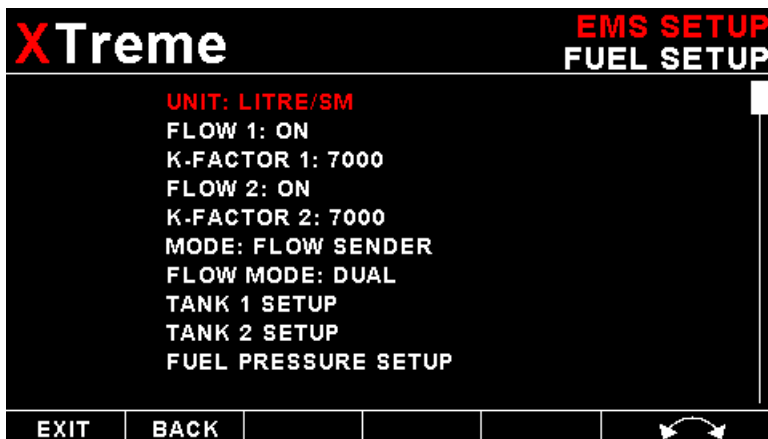 XTreme
EMS SETUP
FUEL SETUP
UNIT: LITRE/SM
FLOW 1: ON
K-FACTOR 1: 7000
FLOW 2: ON
K-FACTOR 2: 7000
MODE: FLOW SENDER
FLOW MODE: DUAL
TANK 1 SETUP
TANK 2 SETUP
FUEL PRESSURE SETUP
EXIT BACK